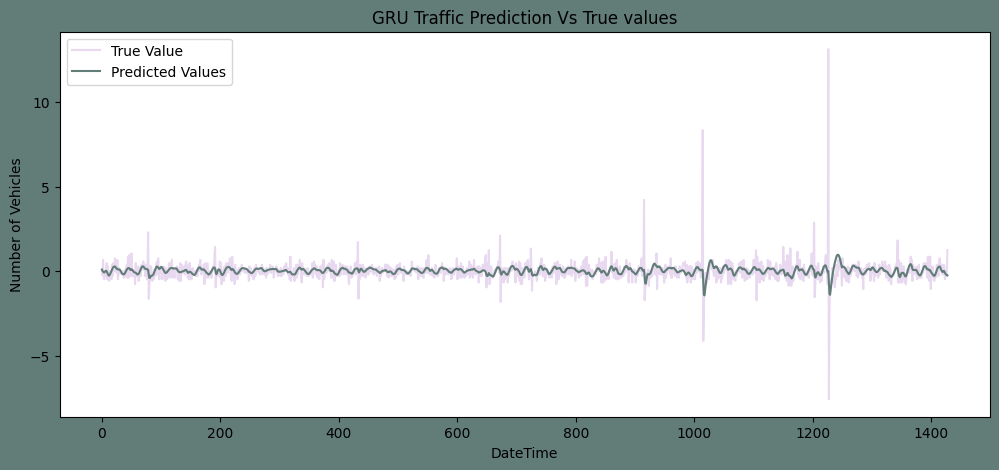 GRU Traffic Prediction Vs True values
True Value
Predicted Values
10
5
0
−5
Number of Vehicles
0 200 400 600 800 1000 1200 1400
DateTime